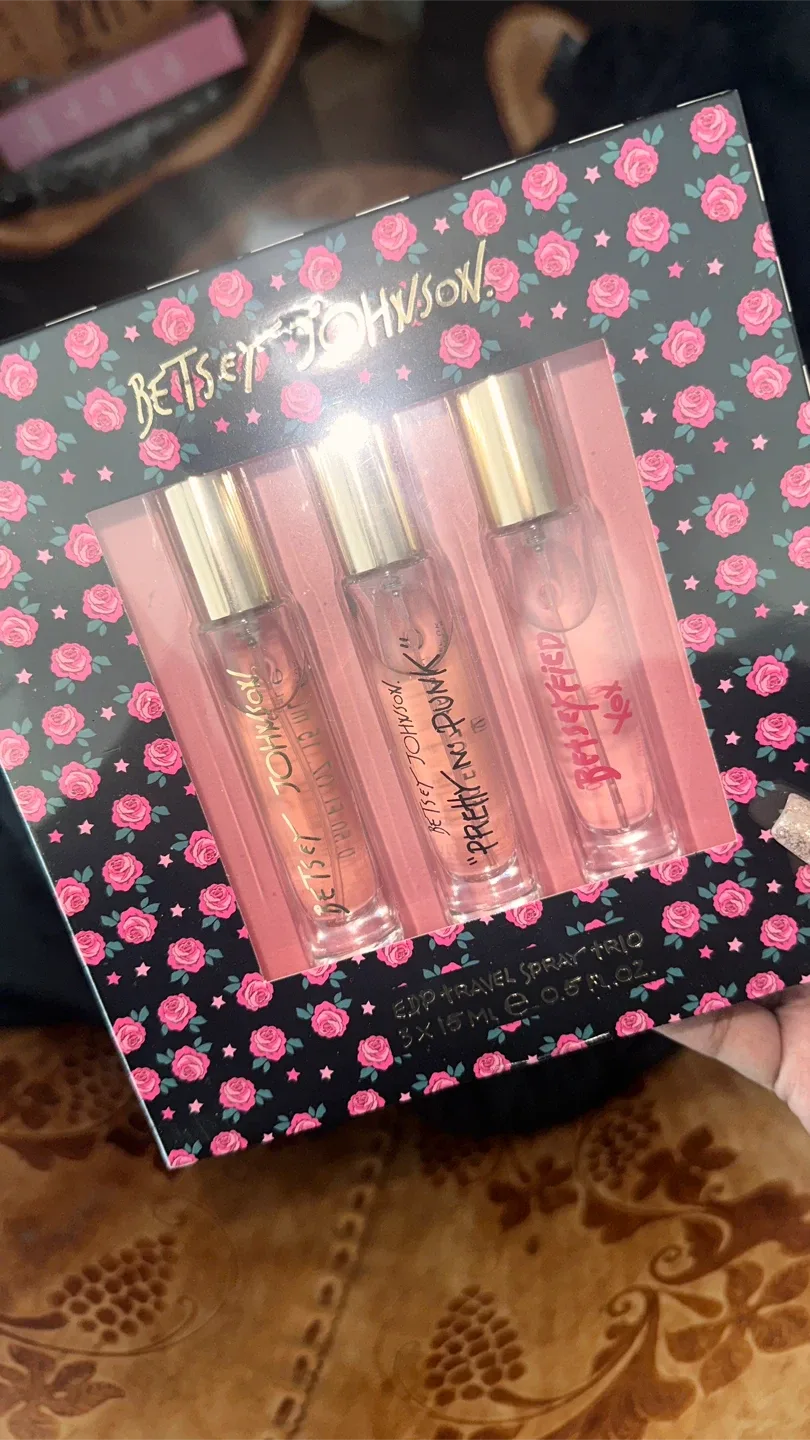 BETSEY JOHNSON.
BETSEY JOHNSON.
BETSEY JOHNSON.
"PRETTY N PUNK"
BETSEYFIED
xox
EDP TRAVEL SPRAY TRIO
3 X 15 ML ℮ 0.5 fl. oz.